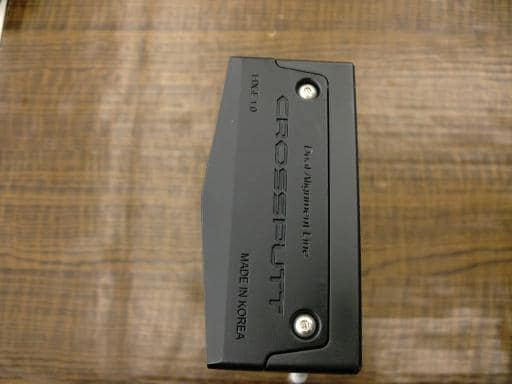 Dual Alignment Line
CROSSPUTT
EDGE 1.0
MADE IN KOREA